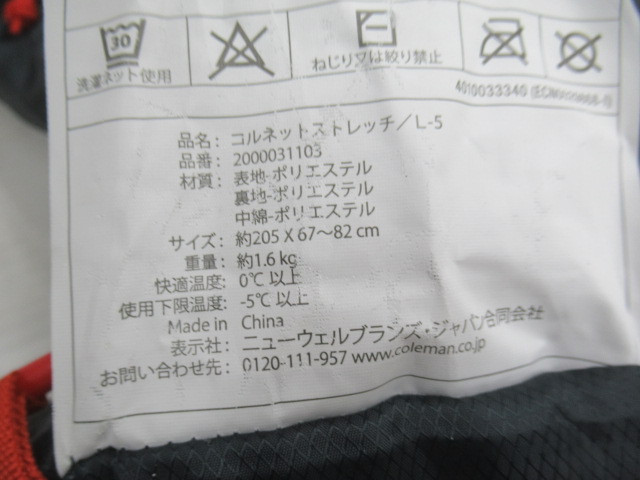 30
洗濯ネット使用
ねじり又は絞り禁止
品名: コルネットストレッチ/L-5
品番: 2000031103
材質: 表地-ポリエステル
裏地-ポリエステル
中綿-ポリエステル
サイズ: 約205 X 67〜82 cm
重量: 約1.6 kg
快適温度: 0℃ 以上
使用下限温度: -5℃ 以上
Made in China
表示社: ニューウェルブランズ・ジャパン合同会社
お問い合わせ先: 0120-111-957 www.coleman.co.jp
4010033340